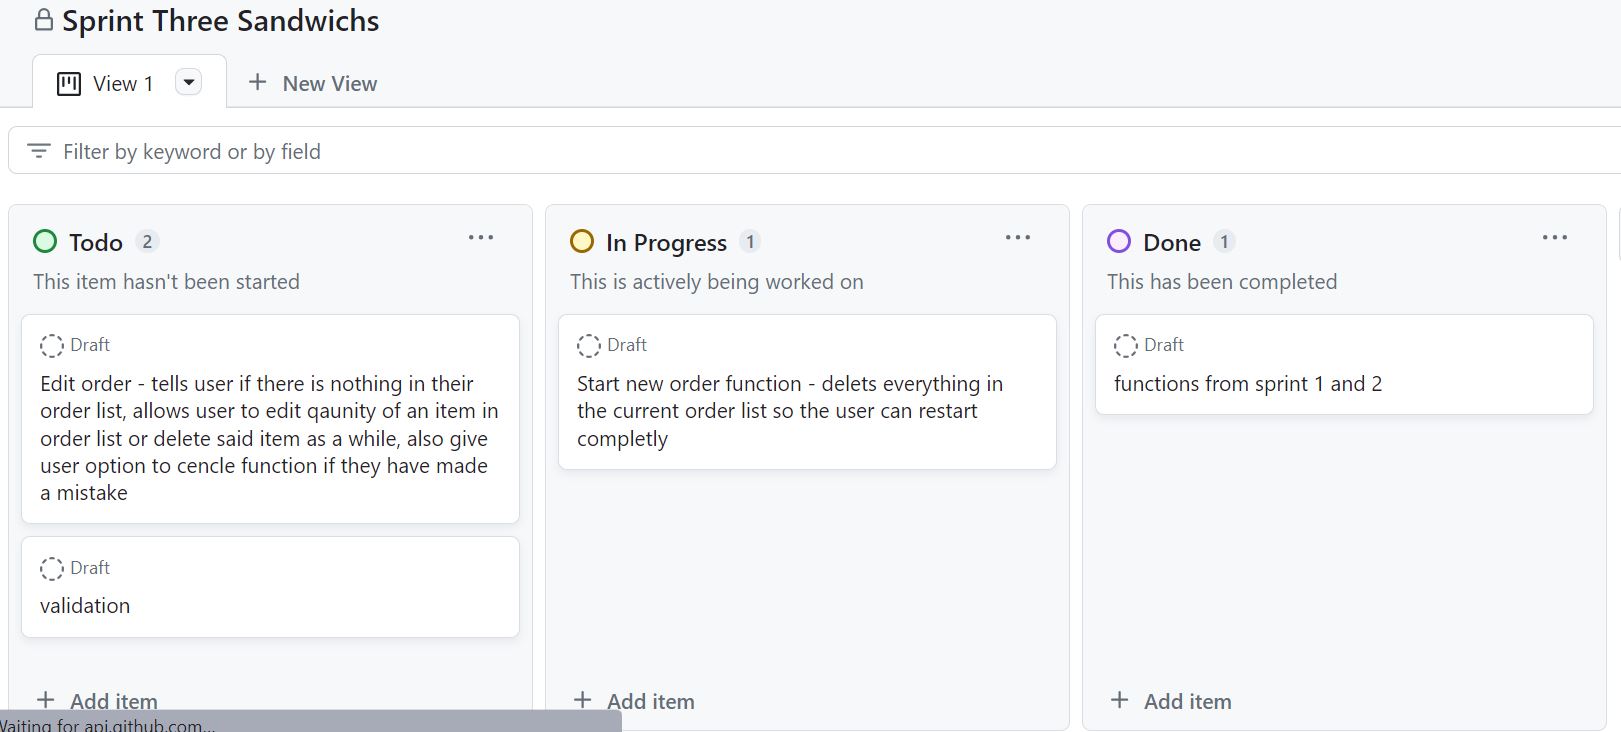 Sprint Three Sandwichs
View 1
New View
Filter by keyword or by field
Todo 2
This item hasn't been started
Draft
Edit order - tells user if there is nothing in their
order list, allows user to edit qaunity of an item in
order list or delete said item as a while, also give
user option to cencle function if they have made
a mistake
Draft
validation
Add item
In Progress 1
This is actively being worked on
Draft
Start new order function - delets everything in
the current order list so the user can restart
completly
Add item
Done 1
This has been completed
Draft
functions from sprint 1 and 2
Add item
Waiting for api.github.com...